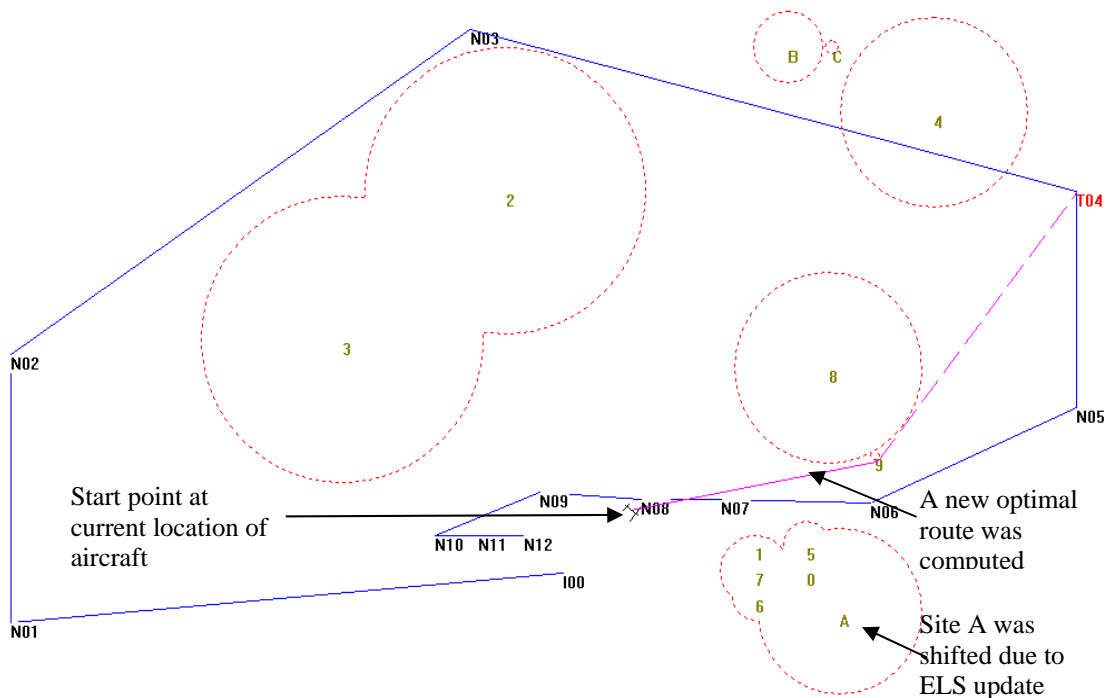 N03
B
C
4
2
T04
3
8
N02
N05
9
Start point at
current location of
aircraft
N09
N08
N07
N06
A new optimal
route was
computed
N10 N11 N12
1 5
7 0
I00
6
A
N01
Site A was
shifted due to
ELS update